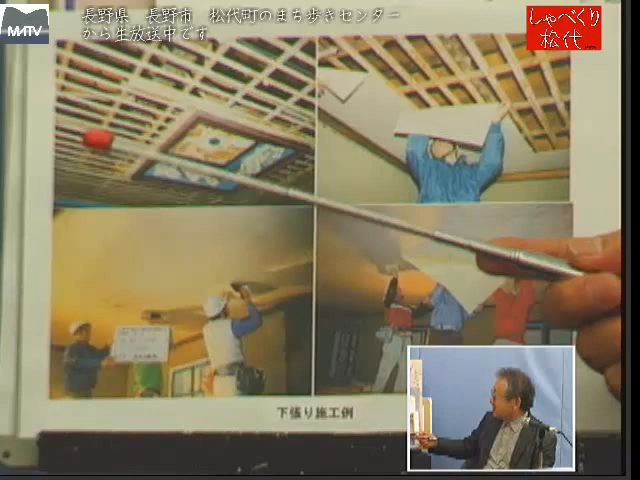 MATV
長野県　長野市　松代町のまち歩きセンター
から生放送中です
しゃべくり
松代
下張り施工例